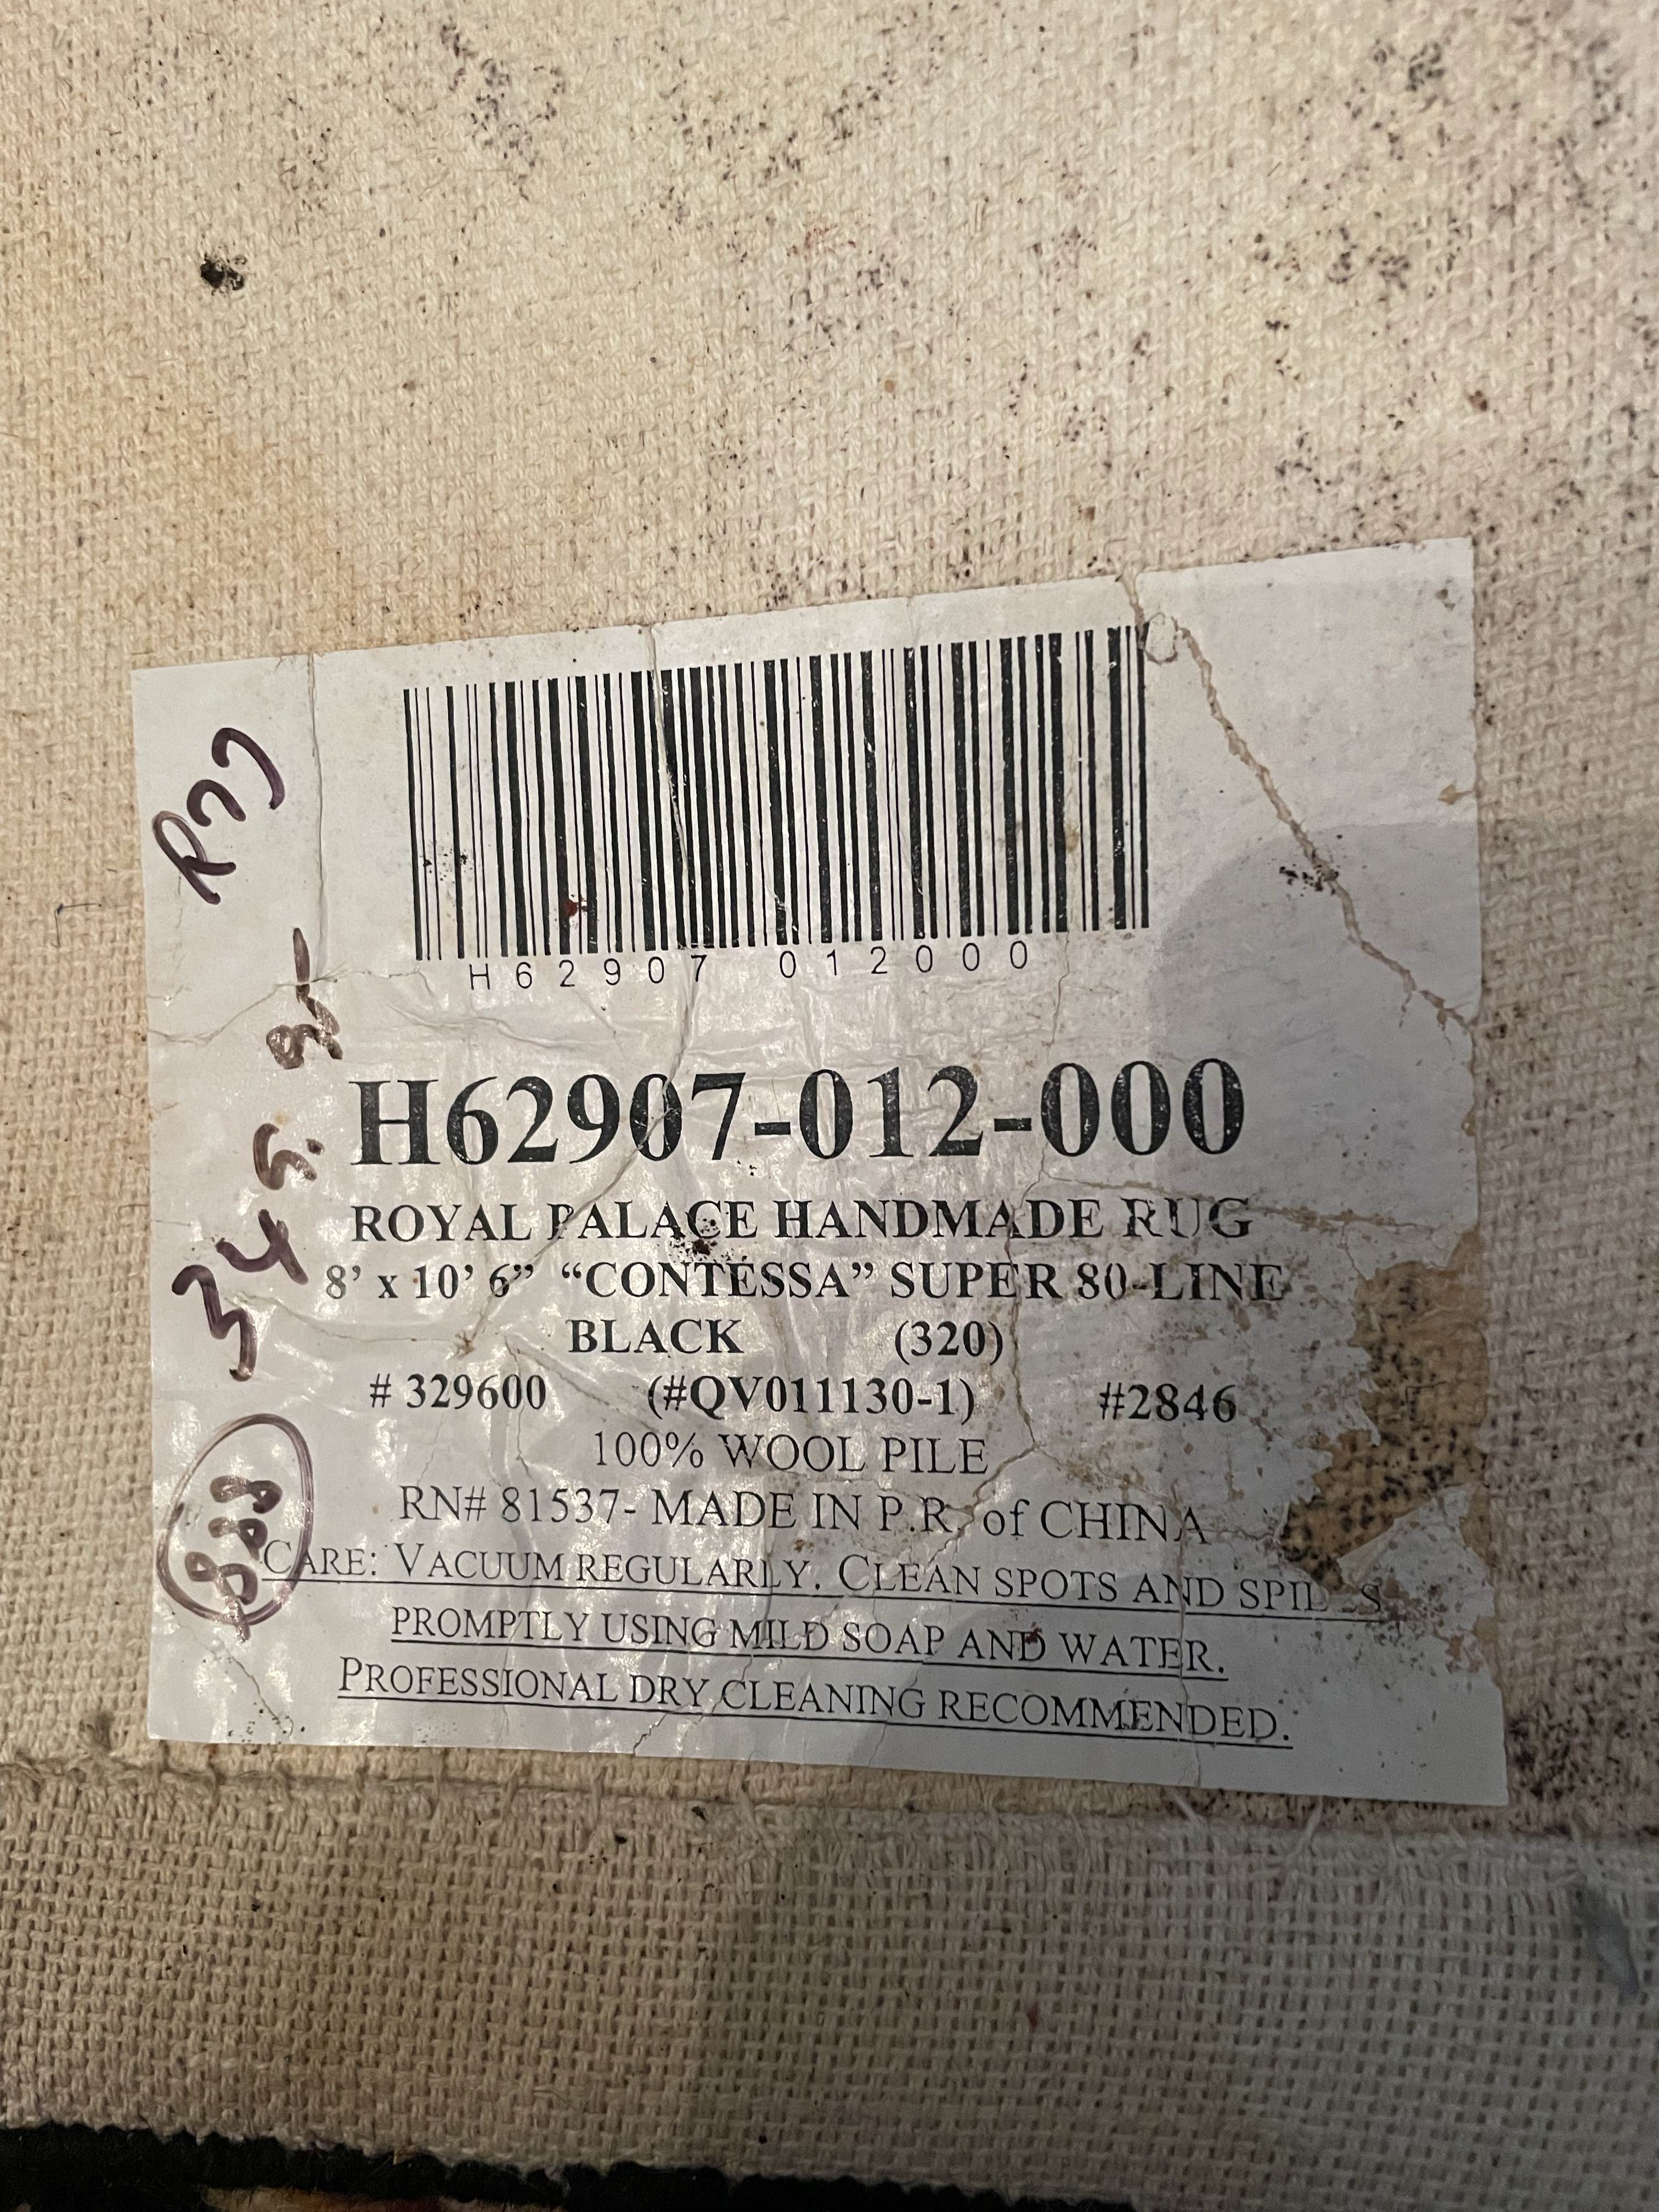 H62907 012000
H62907-012-000
ROYAL PALACE HANDMADE RUG
8' x 10' 6" "CONTESSA" SUPER 80-LINE
BLACK (320)
# 329600 (#QV011130-1) #2846
100% WOOL PILE
RN# 81537- MADE IN P.R. of CHINA
CARE: VACUUM REGULARLY. CLEAN SPOTS AND SPILLS
PROMPTLY USING MILD SOAP AND WATER.
PROFESSIONAL DRY CLEANING RECOMMENDED.